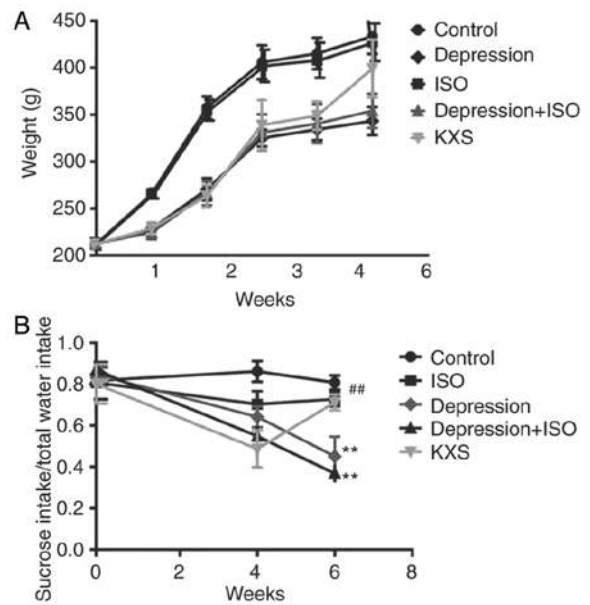 A
450
400
350
300
250
200
Weight (g)
1 2 3 4 6
Weeks
Control
Depression
ISO
Depression+ISO
KXS
B
1.0
0.8
0.6
0.4
0.2
0.0
Sucrose intake/total water intake
0 2 4 6 8
Weeks
##
**
**
Control
ISO
Depression
Depression+ISO
KXS